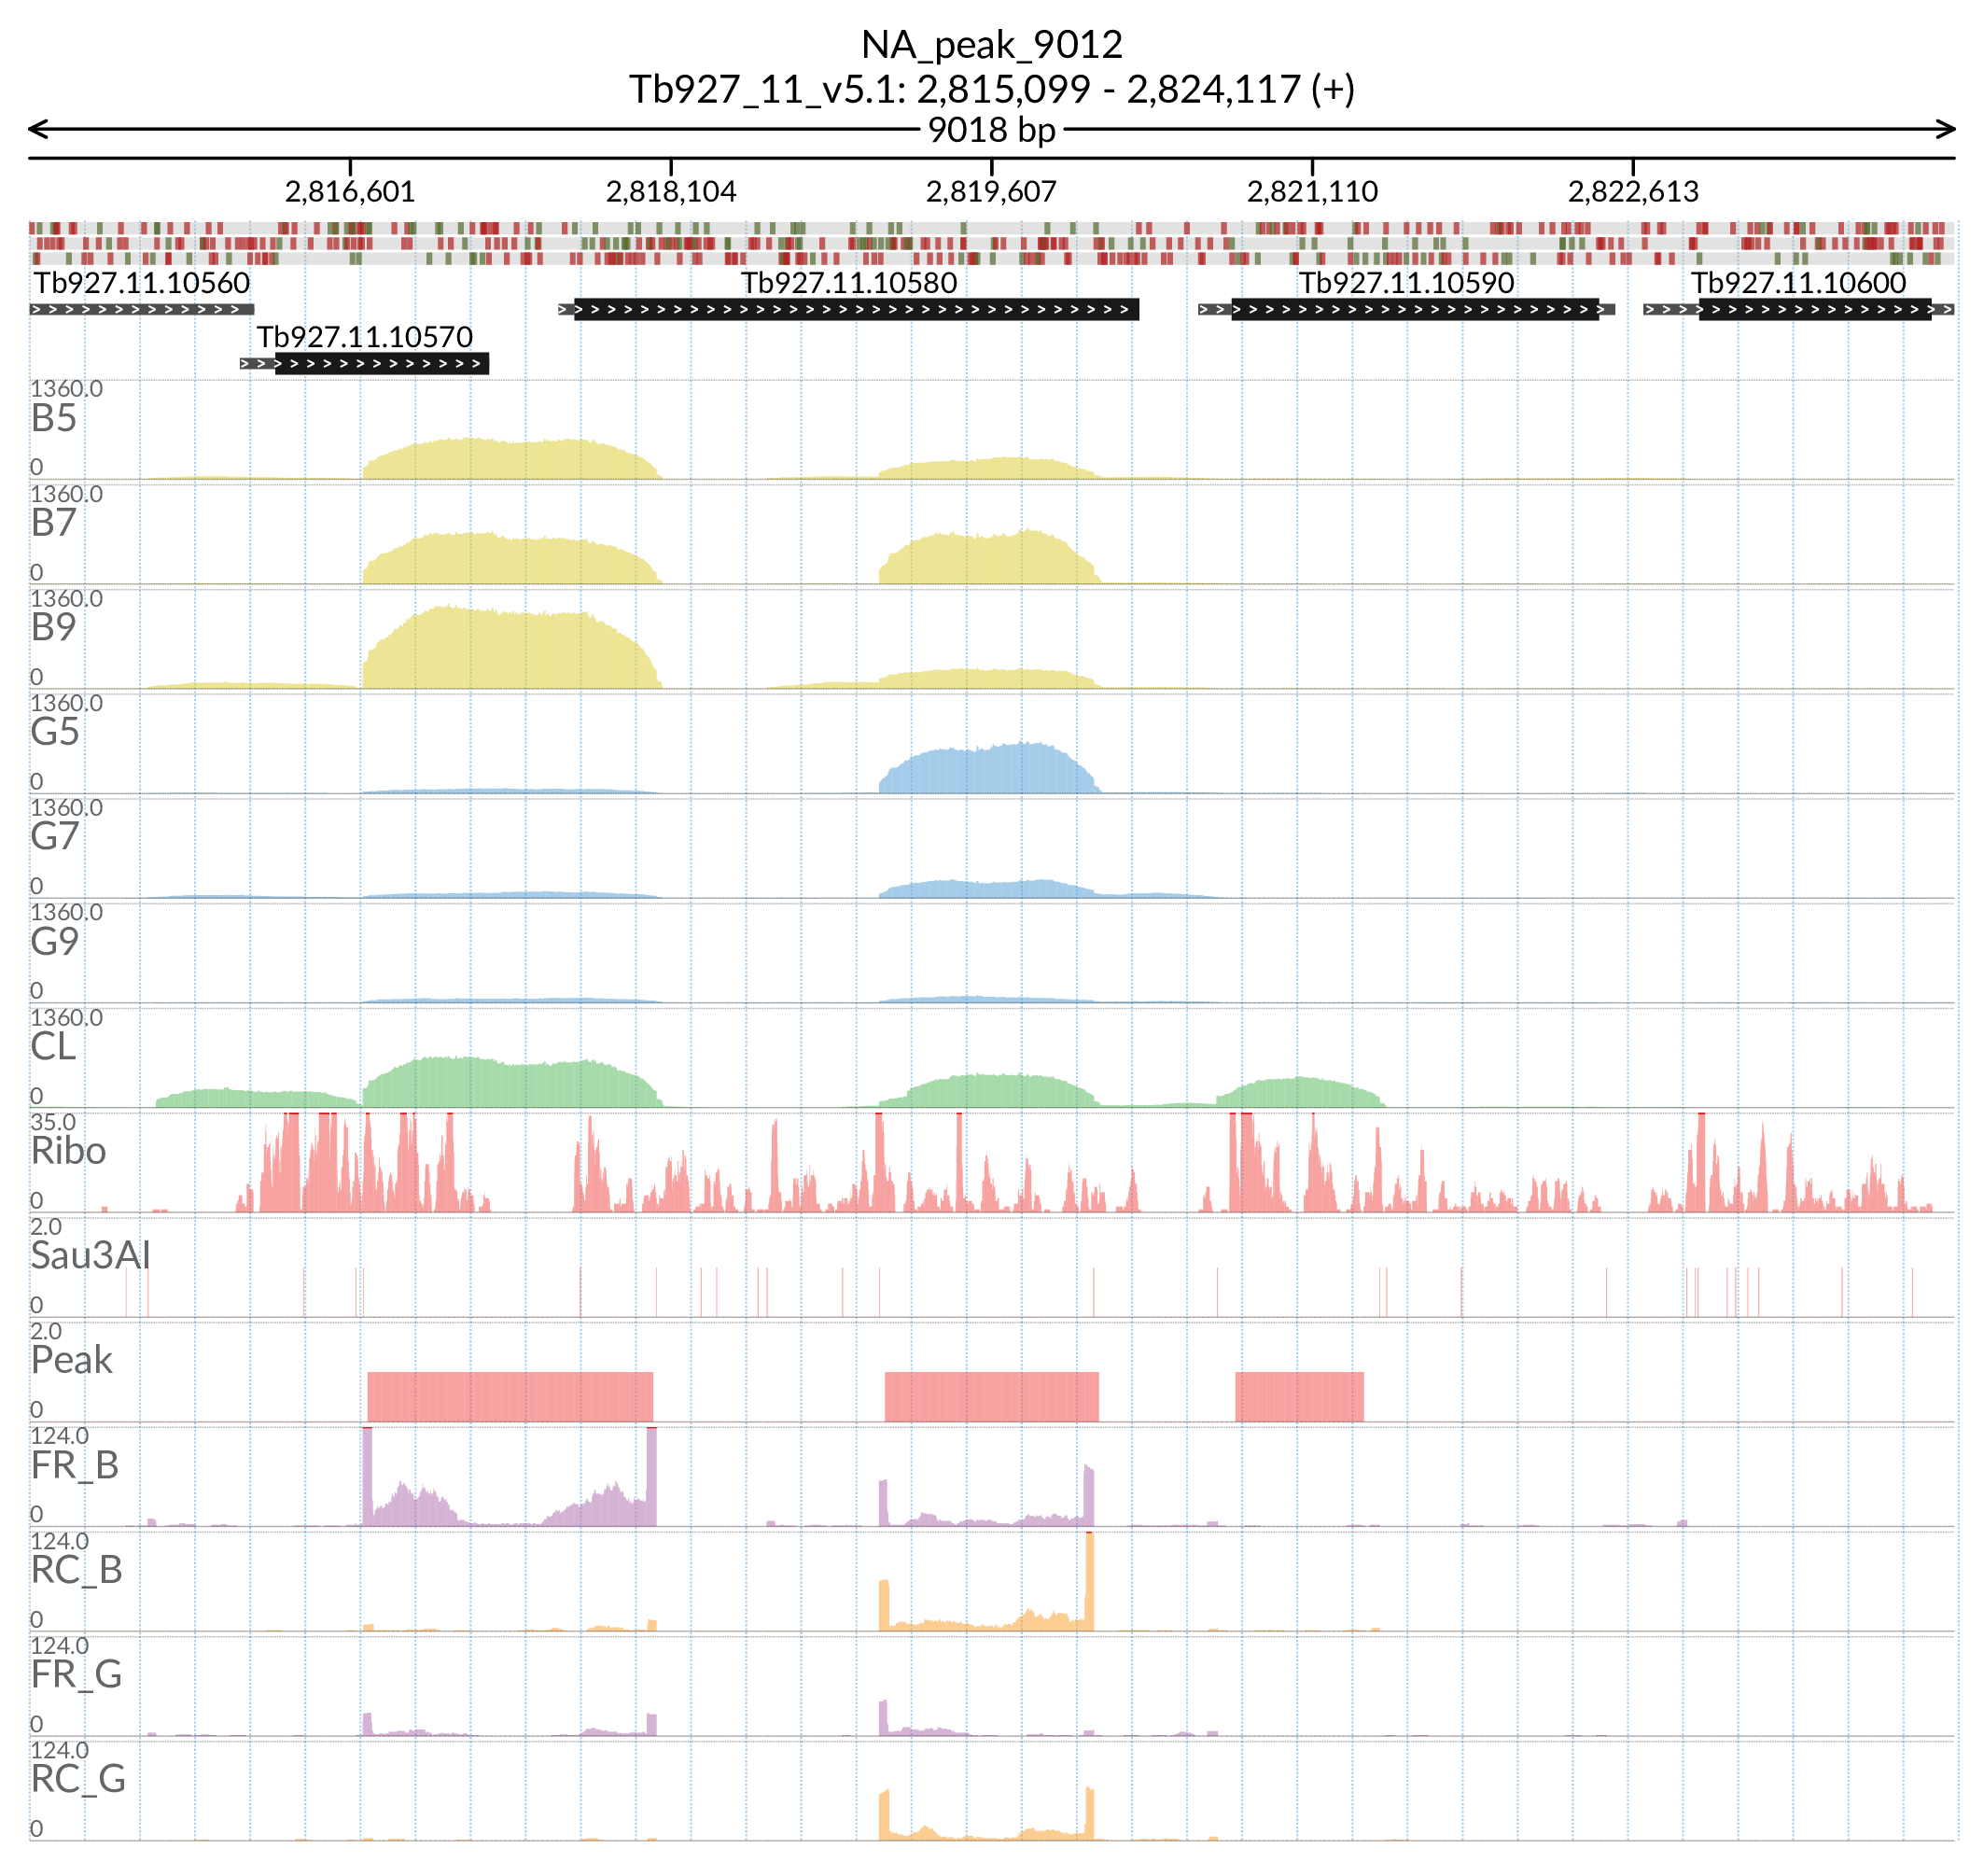 NA_peak_9012
Tb927_11_v5.1: 2,815,099 - 2,824,117 (+)
9018 bp
2,816,601 2,818,104 2,819,607 2,821,110 2,822,613
Tb927.11.10560 Tb927.11.10580 Tb927.11.10590 Tb927.11.10600
Tb927.11.10570
1360.0
B5
0
1360.0
B7
0
1360.0
B9
0
1360.0
G5
0
1360.0
G7
0
1360.0
G9
0
1360.0
CL
0
35.0
Ribo
0
2.0
Sau3AI
0
2.0
Peak
0
124.0
FR_B
0
124.0
RC_B
0
124.0
FR_G
0
124.0
RC_G
0